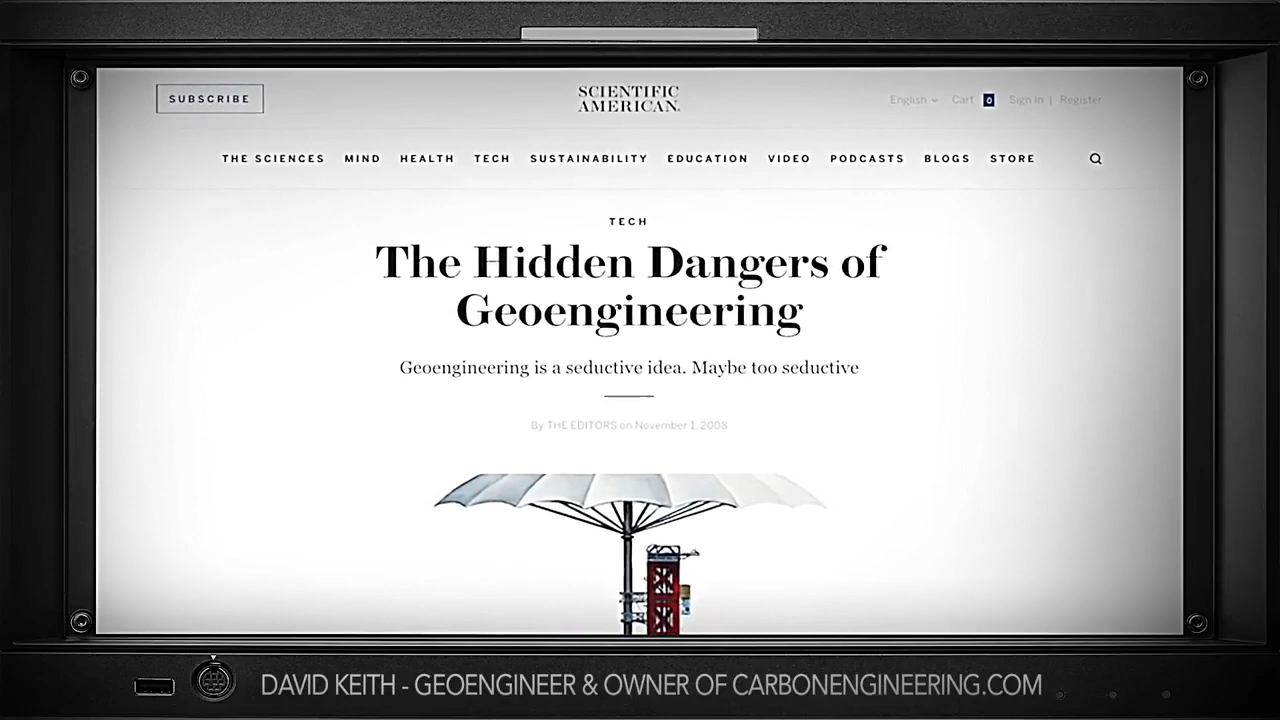 SUBSCRIBE
SCIENTIFIC
AMERICAN.
English
Cart 0
Sign In | Register
THE SCIENCES MIND HEALTH TECH SUSTAINABILITY EDUCATION VIDEO PODCASTS BLOGS STORE
TECH
The Hidden Dangers of
Geoengineering
Geoengineering is a seductive idea. Maybe too seductive
By THE EDITORS on November 1, 2008
DAVID KEITH - GEOENGINEER & OWNER OF CARBONENGINEERING.COM